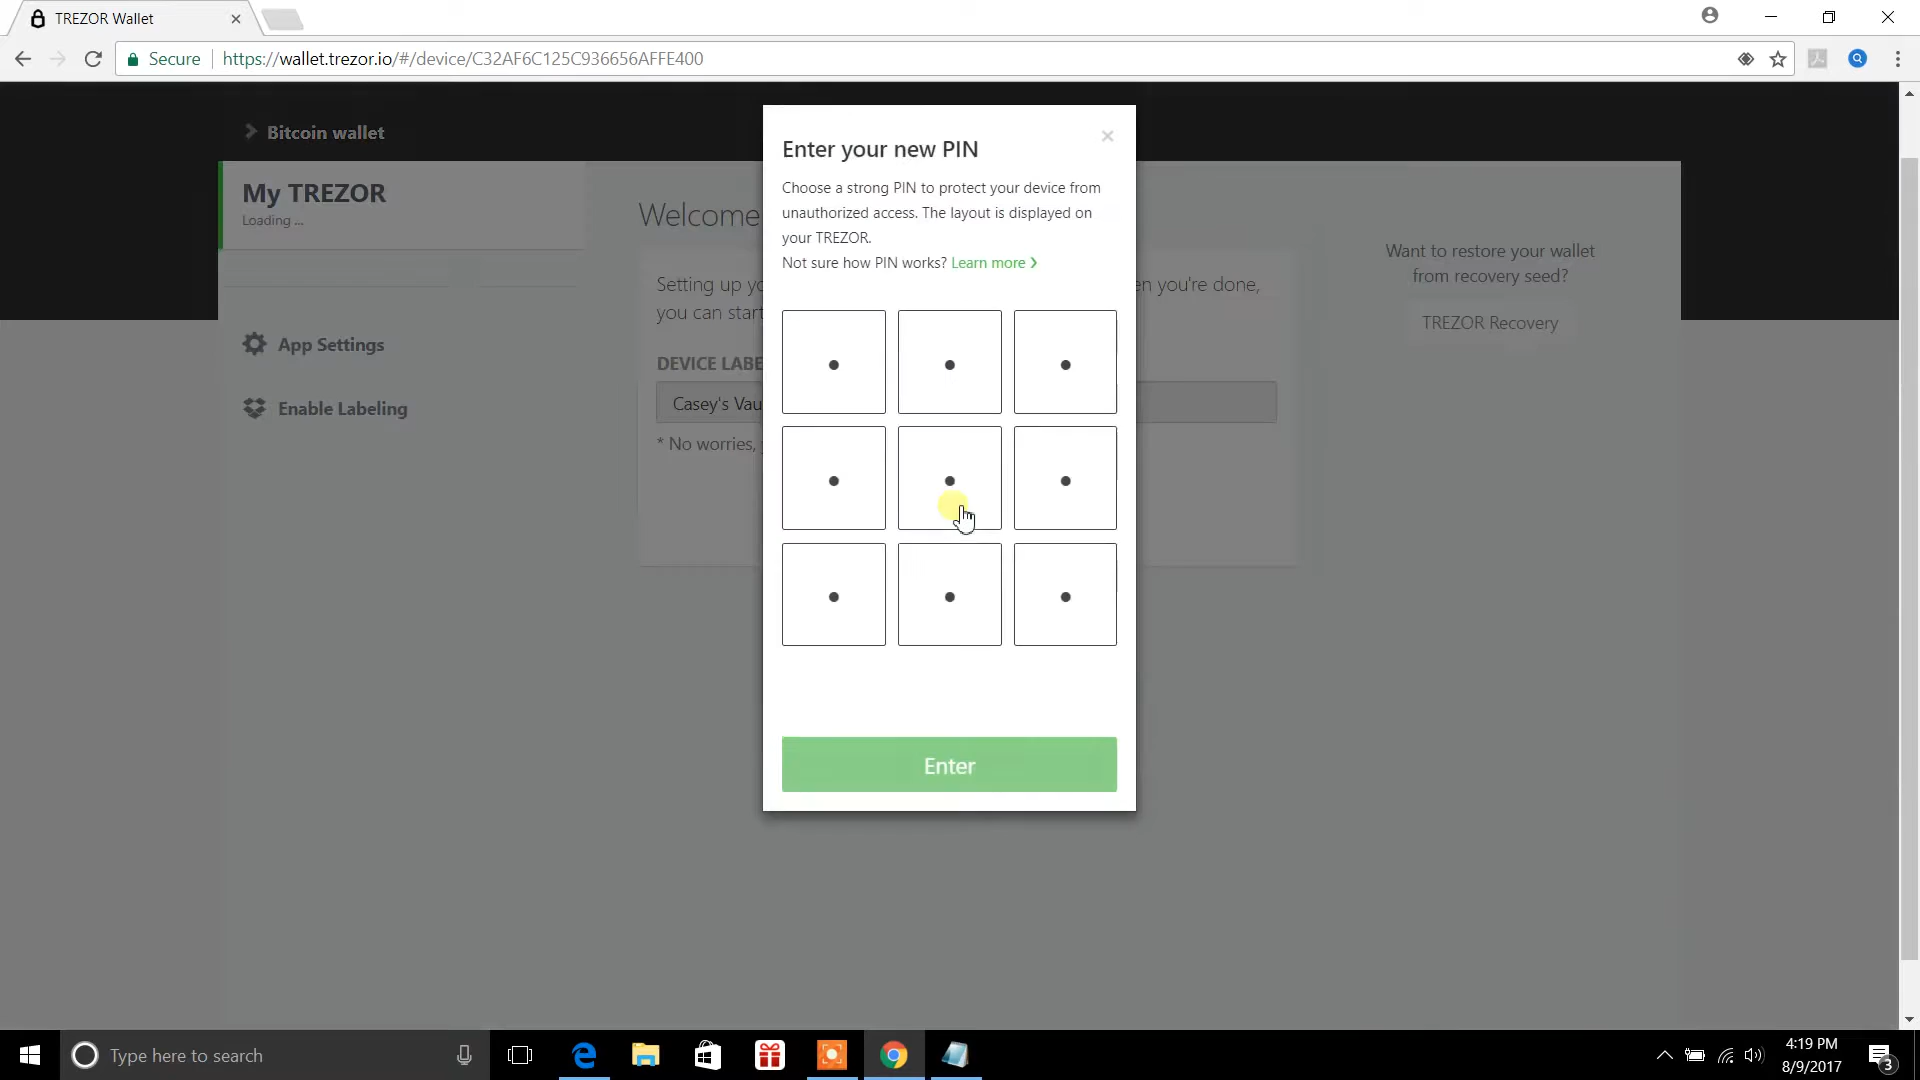 TREZOR Wallet
Secure
https://wallet.trezor.io/#/device/C32AF6C125C936656AFFE400
Bitcoin wallet
My TREZOR
Loading ...
App Settings
Enable Labeling
Welcome
Setting up yo
en you're done,
you can start
DEVICE LABE
Casey's Vau
* No worries,
Want to restore your wallet
from recovery seed?
TREZOR Recovery
Enter your new PIN
Choose a strong PIN to protect your device from
unauthorized access. The layout is displayed on
your TREZOR.
Not sure how PIN works? Learn more
Enter
Type here to search
4:19 PM
8/9/2017
3